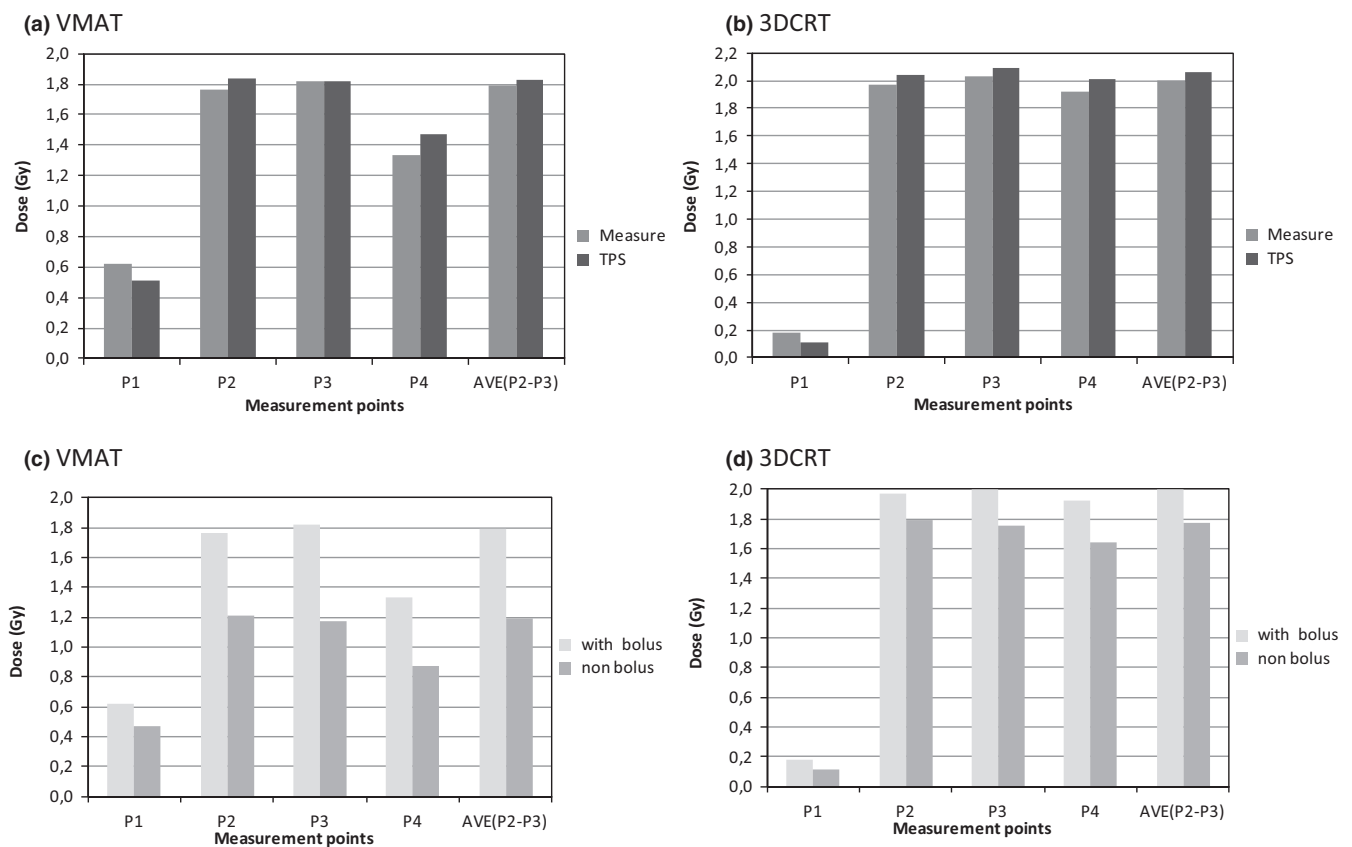 (a) VMAT
2,0
1,8
1,6
1,4
1,2
1,0
0,8
0,6
0,4
0,2
0,0
Dose (Gy)
P1 P2 P3 P4 AVE(P2-P3)
Measurement points
Measure
TPS
(b) 3DCRT
2,2
2,0
1,8
1,6
1,4
1,2
1,0
0,8
0,6
0,4
0,2
0,0
Dose (Gy)
P1 P2 P3 P4 AVE(P2-P3)
Measurement points
Measure
TPS
(c) VMAT
2,0
1,8
1,6
1,4
1,2
1,0
0,8
0,6
0,4
0,2
0,0
Dose (Gy)
P1 P2 P3 P4 AVE(P2-P3)
Measurement points
with bolus
non bolus
(d) 3DCRT
2,0
1,8
1,6
1,4
1,2
1,0
0,8
0,6
0,4
0,2
0,0
Dose (Gy)
P1 P2 P3 P4 AVE(P2-P3)
Measurement points
with bolus
non bolus